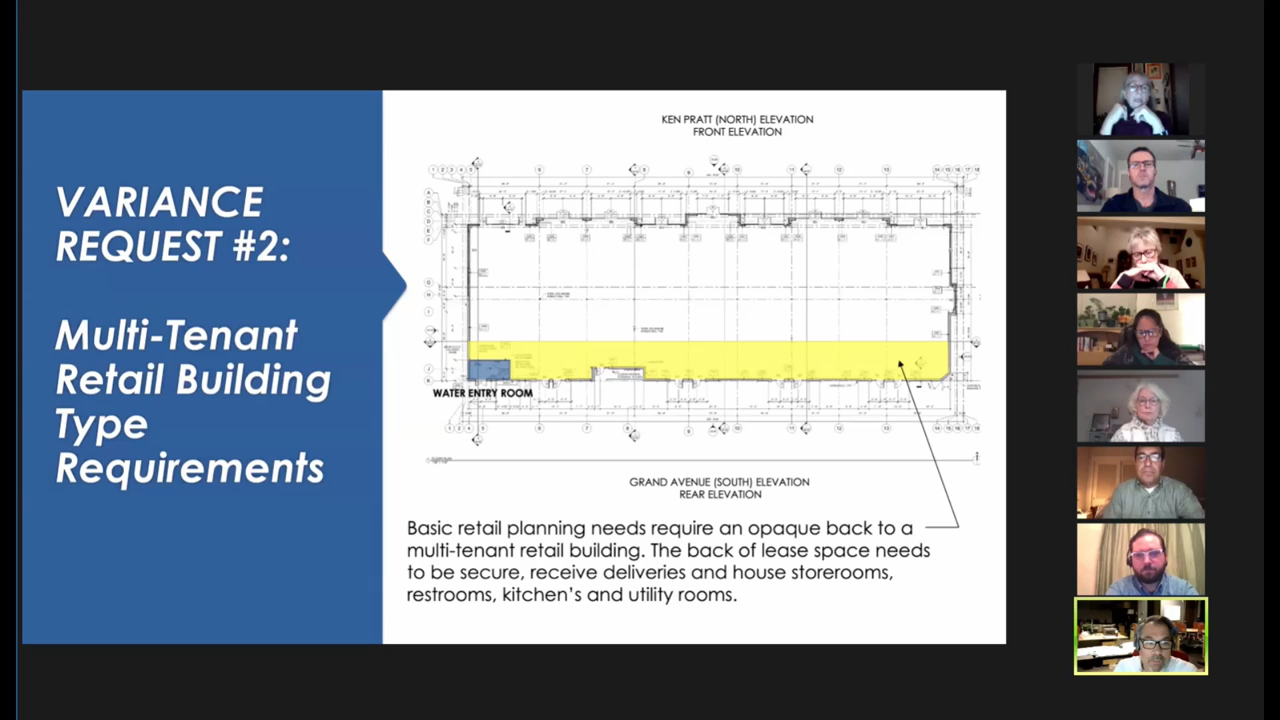 VARIANCE
REQUEST #2:
Multi-Tenant
Retail Building
Type
Requirements
KEN PRATT (NORTH) ELEVATION
FRONT ELEVATION
WATER ENTRY ROOM
GRAND AVENUE (SOUTH) ELEVATION
REAR ELEVATION
Basic retail planning needs require an opaque back to a
multi-tenant retail building. The back of lease space needs
to be secure, receive deliveries and house storerooms,
restrooms, kitchen's and utility rooms.